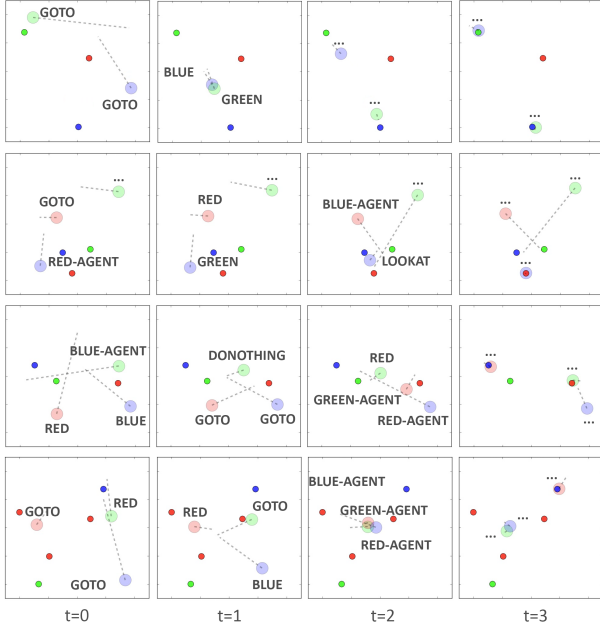 GOTO
GOTO
BLUE
GREEN
...
...
...
...
GOTO
...
RED-AGENT
RED
...
GREEN
BLUE-AGENT
...
LOOKAT
...
...
...
BLUE-AGENT
RED
BLUE
DONOTHING
GOTO
GOTO
RED
GREEN-AGENT
RED-AGENT
...
...
...
GOTO
RED
GOTO
RED
GOTO
BLUE
BLUE-AGENT
GREEN-AGENT
RED-AGENT
...
...
...
t=0 t=1 t=2 t=3